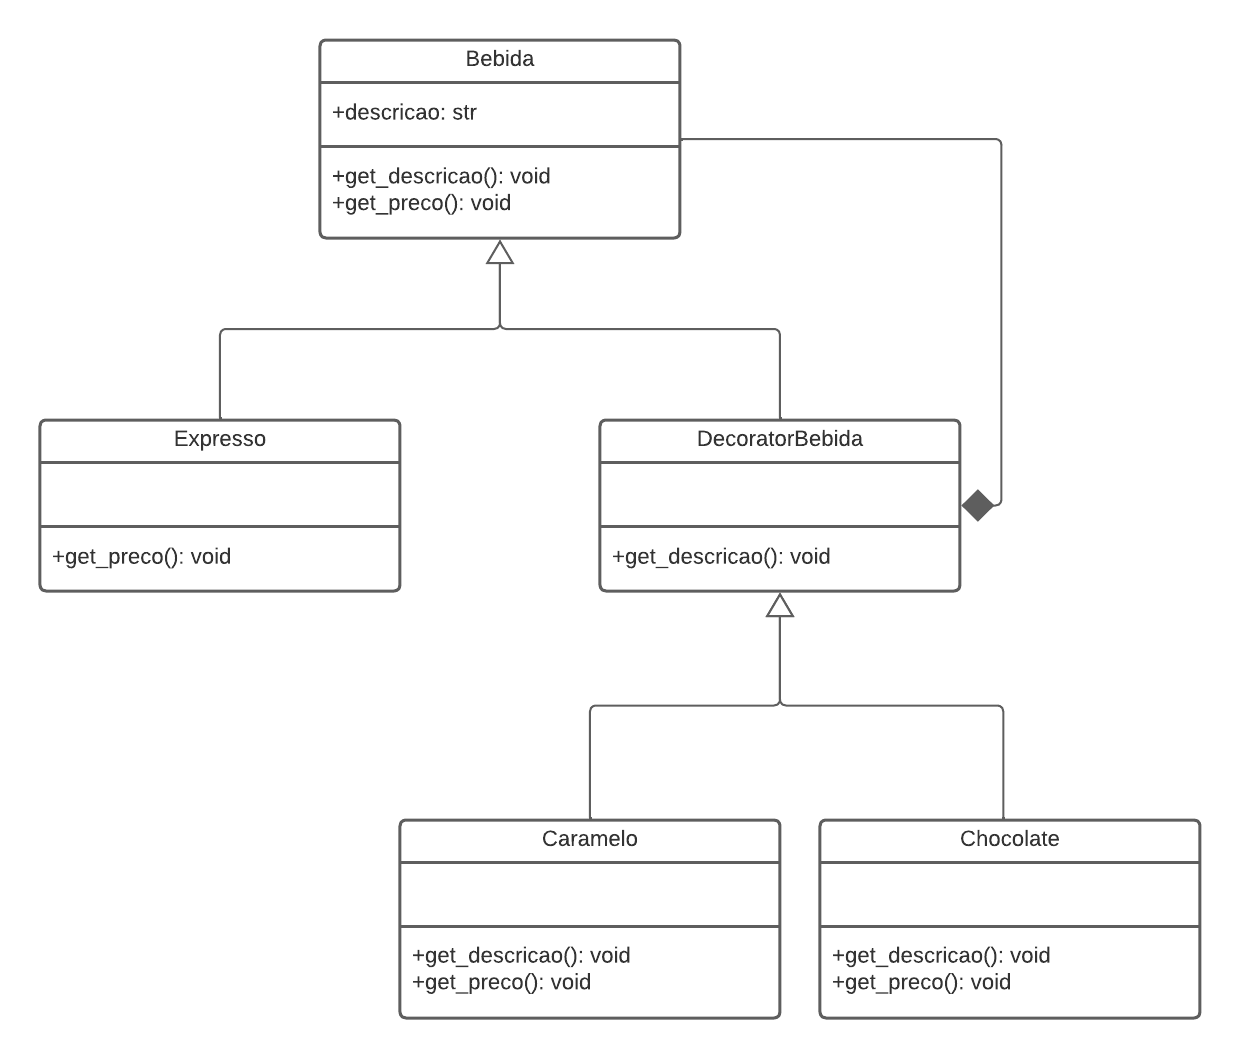 Bebida
+descricao: str
+get_descricao(): void
+get_preco(): void
Expresso
+get_preco(): void
DecoratorBebida
+get_descricao(): void
Caramelo
+get_descricao(): void
+get_preco(): void
Chocolate
+get_descricao(): void
+get_preco(): void